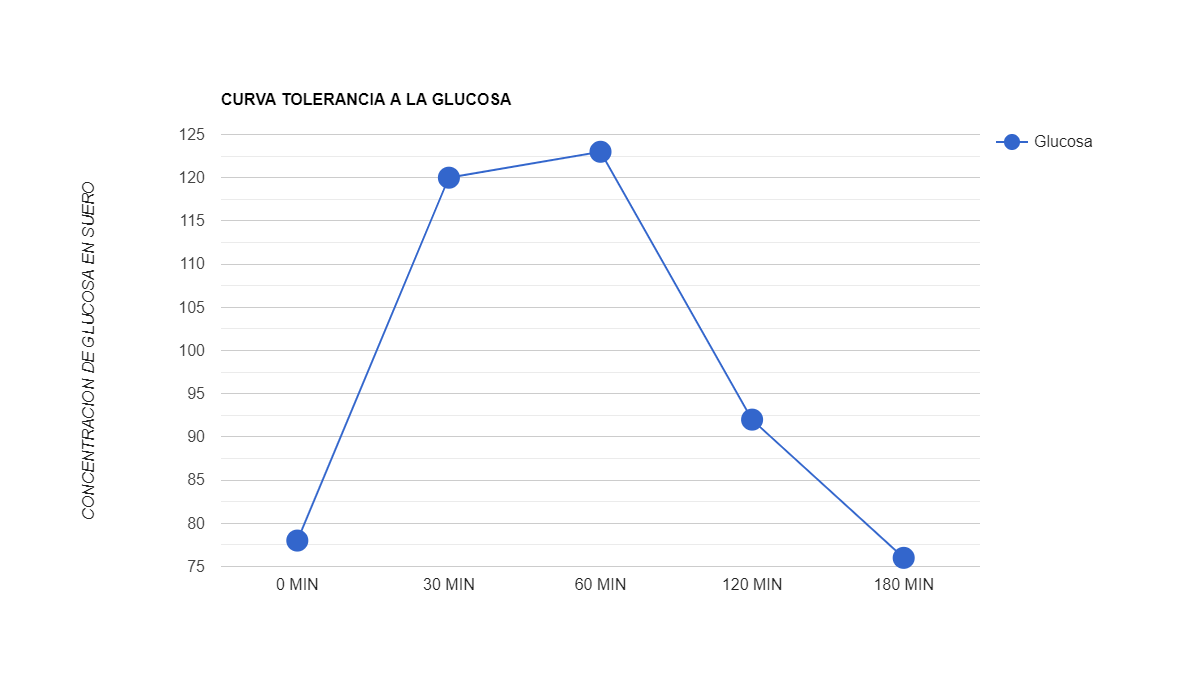 CURVA TOLERANCIA A LA GLUCOSA
Glucosa
CONCENTRACION DE GLUCOSA EN SUERO
125
120
115
110
105
100
95
90
85
80
75
0 MIN 30 MIN 60 MIN 120 MIN 180 MIN